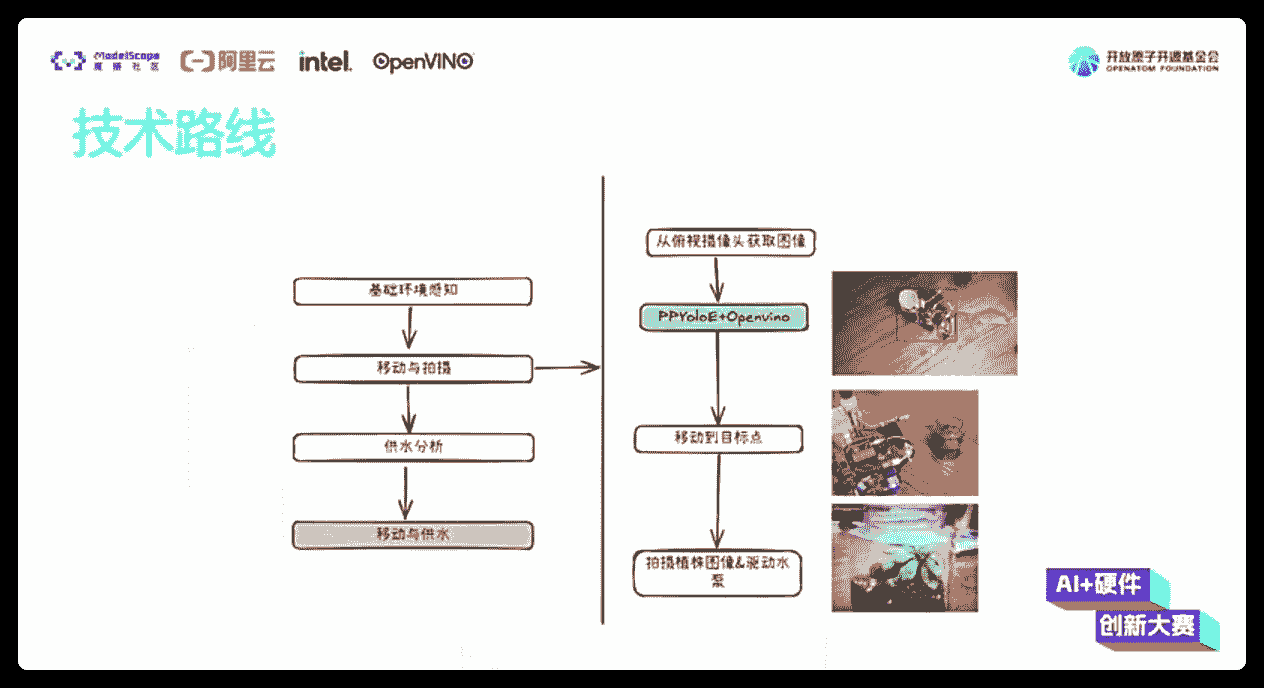 ModelScope
魔搭社区
阿里云
intel.
OpenVINO
开放原子开源基金会
OPENATOM FOUNDATION
技术路线
基础环境感知
移动与拍摄
供水分析
移动与供水
从俯视摄像头获取图像
PPYoloE+Openvino
移动到目标点
拍摄植株图像&驱动水
泵
AI+硬件
创新大赛